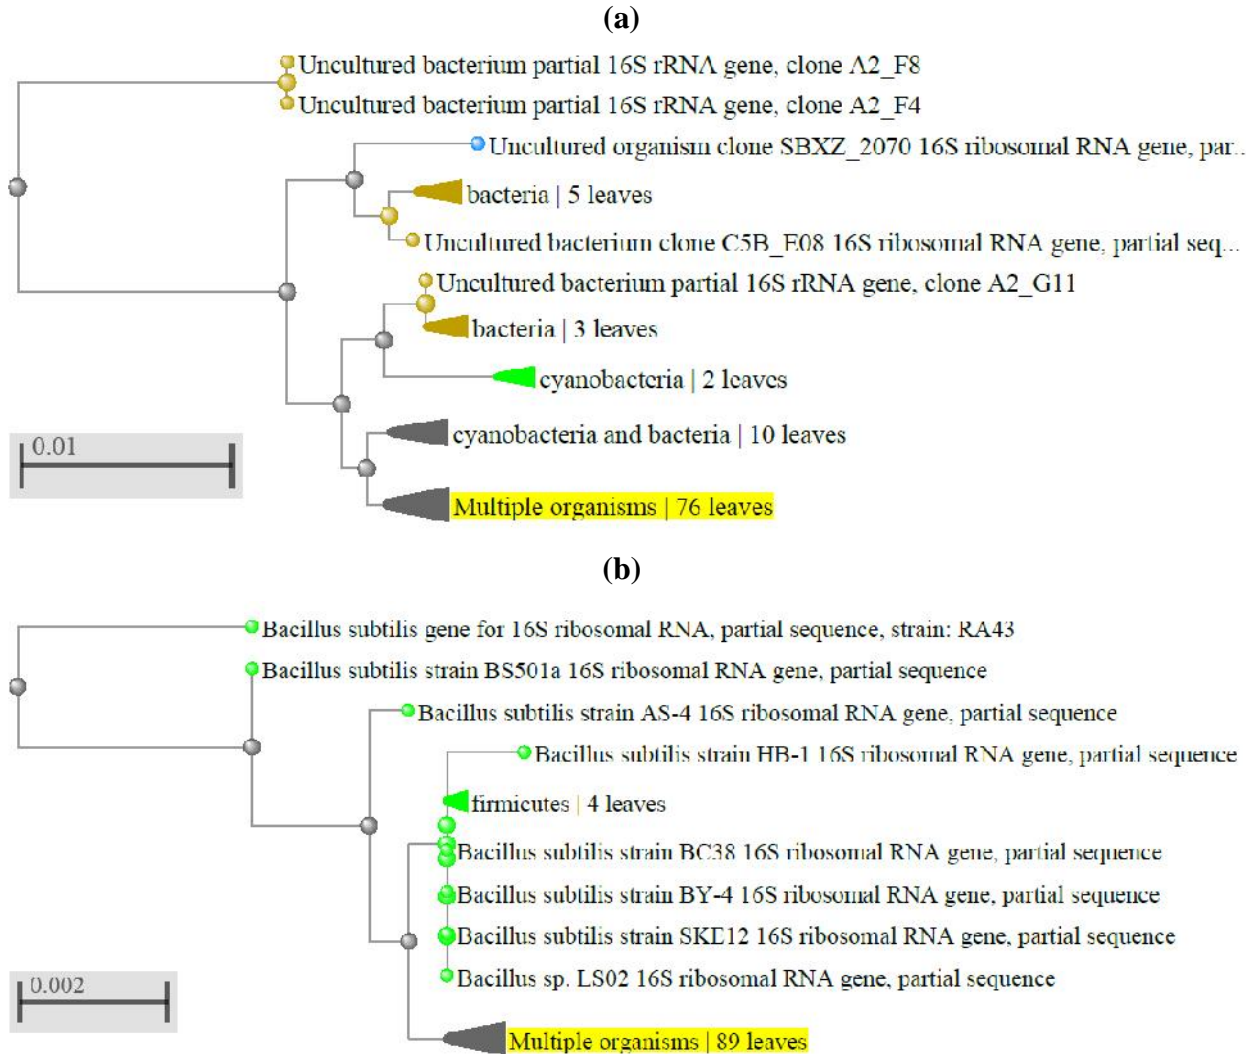 (a)
Uncultured bacterium partial 16S rRNA gene, clone A2_F8
Uncultured bacterium partial 16S rRNA gene, clone A2_F4
Uncultured organism clone SBXZ_2070 16S ribosomal RNA gene, par...
bacteria | 5 leaves
Uncultured bacterium clone C5B_E08 16S ribosomal RNA gene, partial seq...
Uncultured bacterium partial 16S rRNA gene, clone A2_G11
bacteria | 3 leaves
cyanobacteria | 2 leaves
cyanobacteria and bacteria | 10 leaves
0.01
Multiple organisms | 76 leaves
(b)
Bacillus subtilis gene for 16S ribosomal RNA, partial sequence, strain: RA43
Bacillus subtilis strain BS501a 16S ribosomal RNA gene, partial sequence
Bacillus subtilis strain AS-4 16S ribosomal RNA gene, partial sequence
Bacillus subtilis strain HB-1 16S ribosomal RNA gene, partial sequence
firmicutes | 4 leaves
Bacillus subtilis strain BC38 16S ribosomal RNA gene, partial sequence
Bacillus subtilis strain BY-4 16S ribosomal RNA gene, partial sequence
Bacillus subtilis strain SKE12 16S ribosomal RNA gene, partial sequence
Bacillus sp. LS02 16S ribosomal RNA gene, partial sequence
0.002
Multiple organisms | 89 leaves